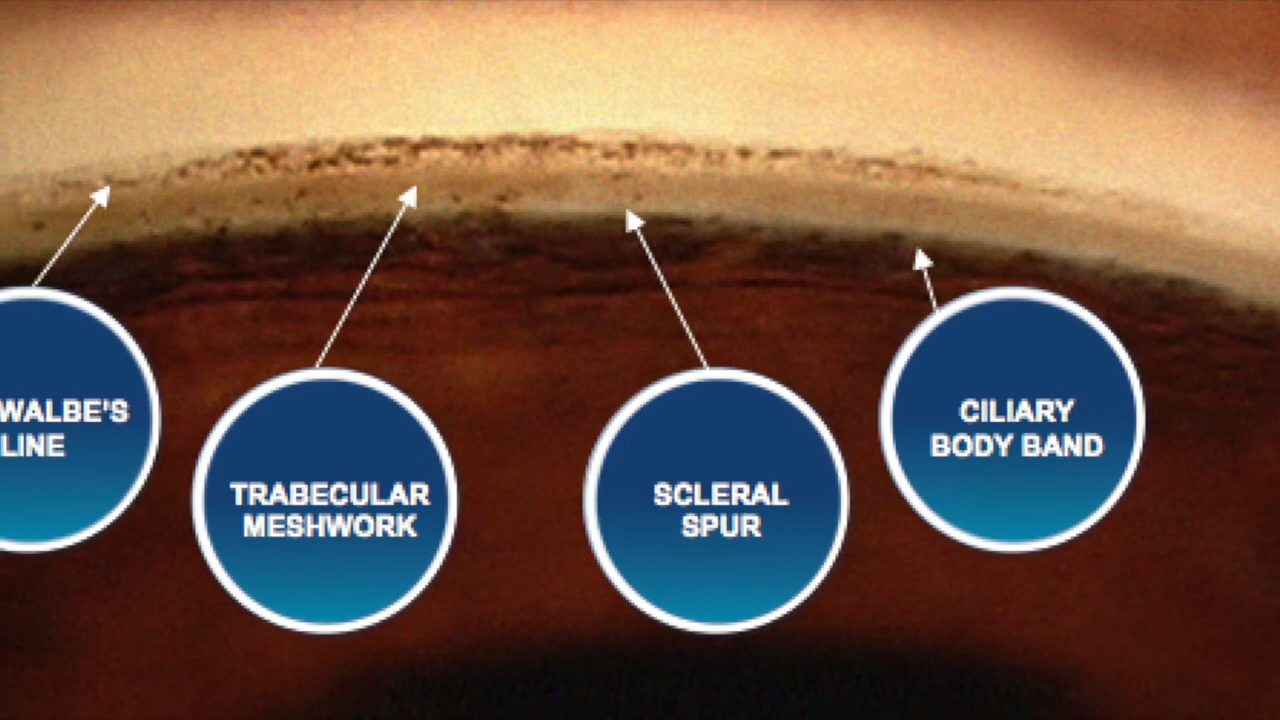 WALBE'S
LINE
TRABECULAR
MESHWORK
SCLERAL
SPUR
CILIARY
BODY BAND